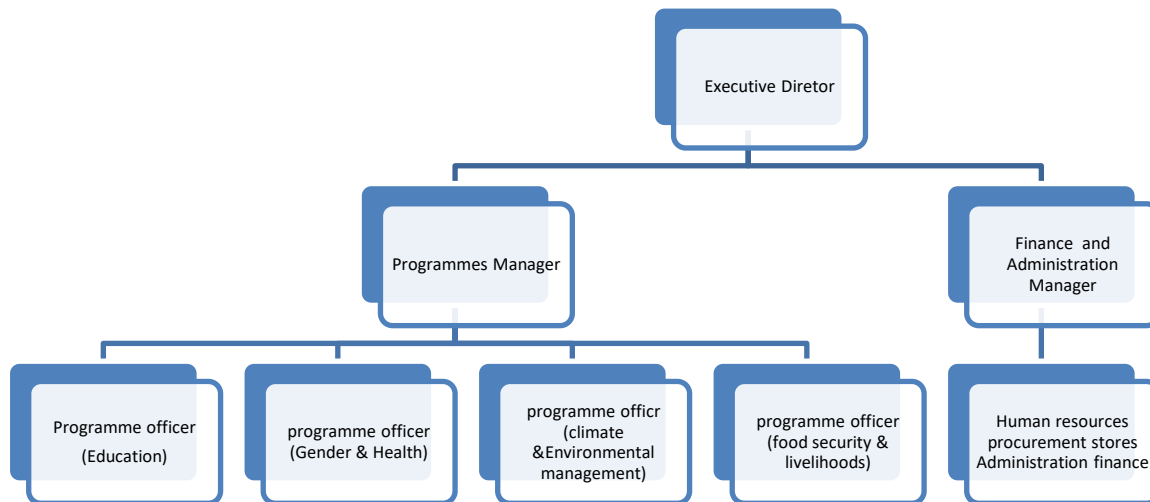 Executive Diretor
Programmes Manager
Finance and
Administration
Manager
Programme officer
(Education)
programme officer
(Gender & Health)
programme officr
(climate
&Environmental
management)
programme officer
(food security &
livelihoods)
Human resources
procurement stores
Administration finance